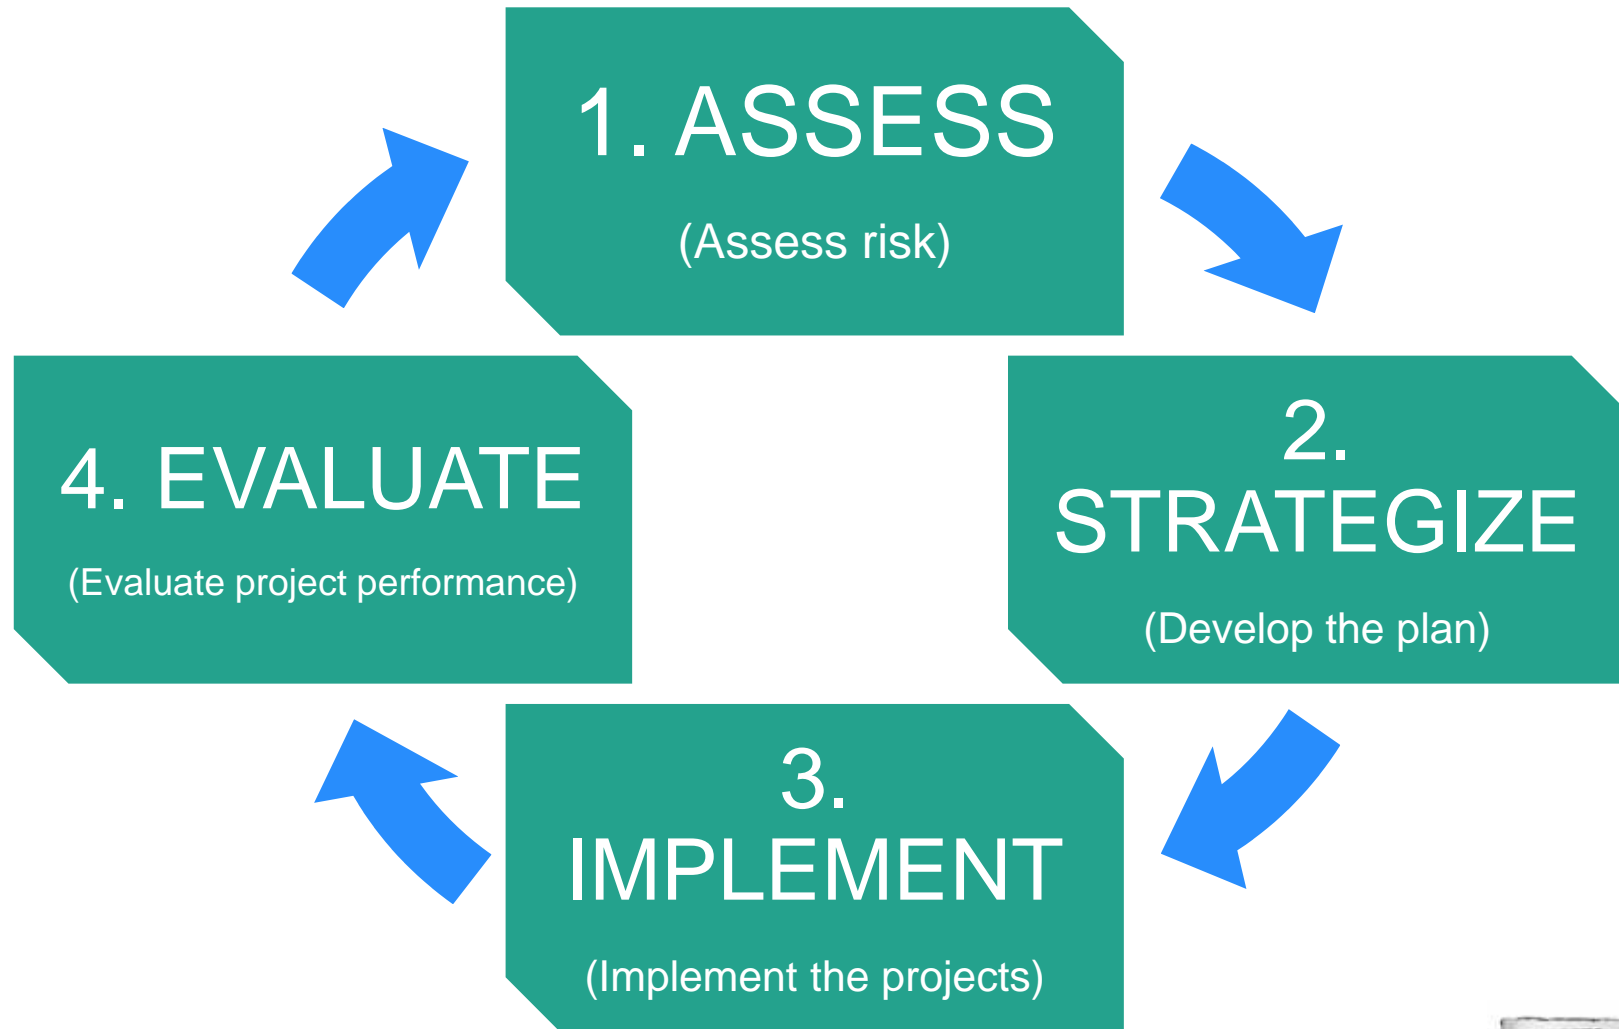 1. ASSESS
(Assess risk)
2.
STRATEGIZE
(Develop the plan)
3.
IMPLEMENT
(Implement the projects)
4. EVALUATE
(Evaluate project performance)